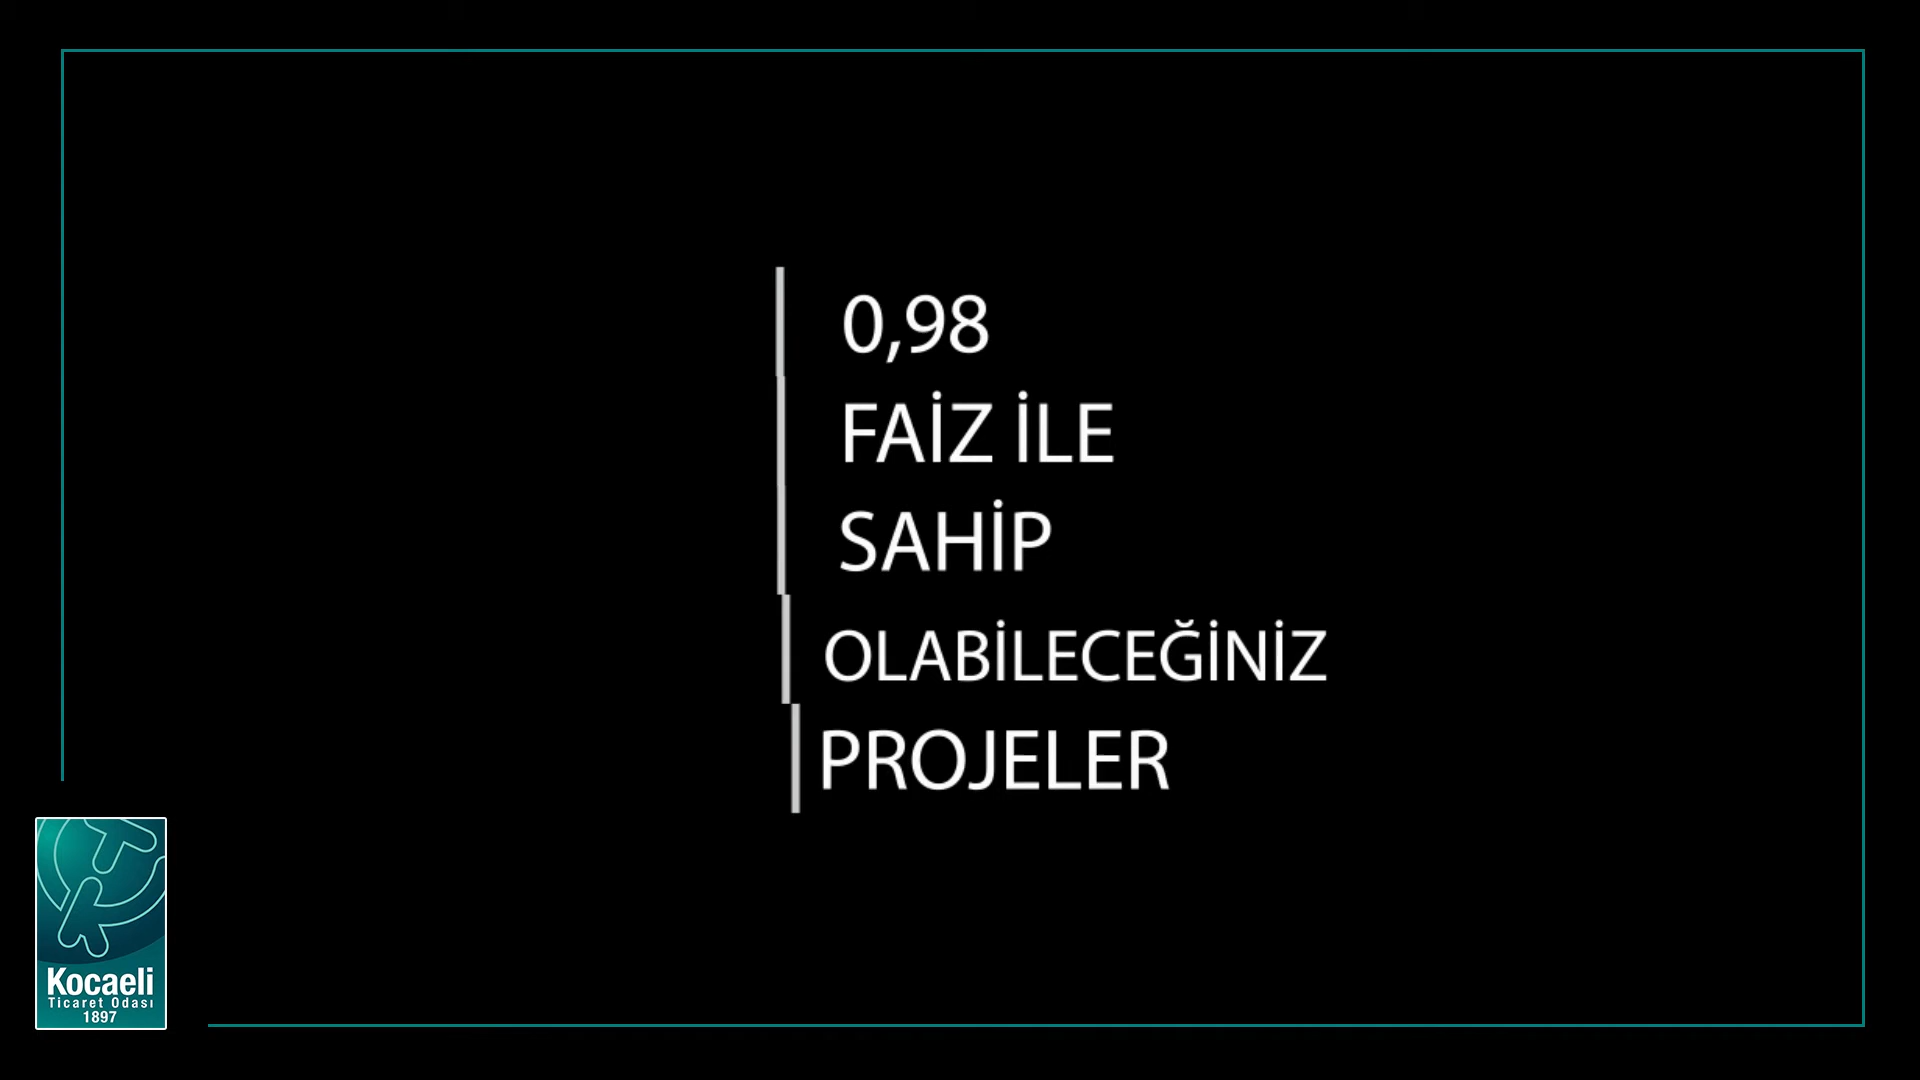 0,98
FAİZ İLE
SAHİP
OLABİLECEĞİNİZ
PROJELER
Kocaeli
Ticaret Odası
1897